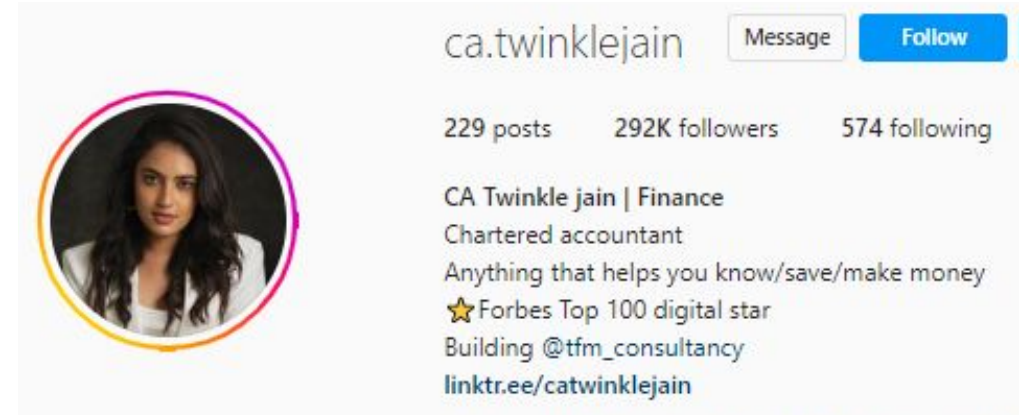 ca.twinklejain Message Follow
229 posts 292K followers 574 following
CA Twinkle jain | Finance
Chartered accountant
Anything that helps you know/save/make money
⭐Forbes Top 100 digital star
Building @tfm_consultancy
linktr.ee/catwinklejain